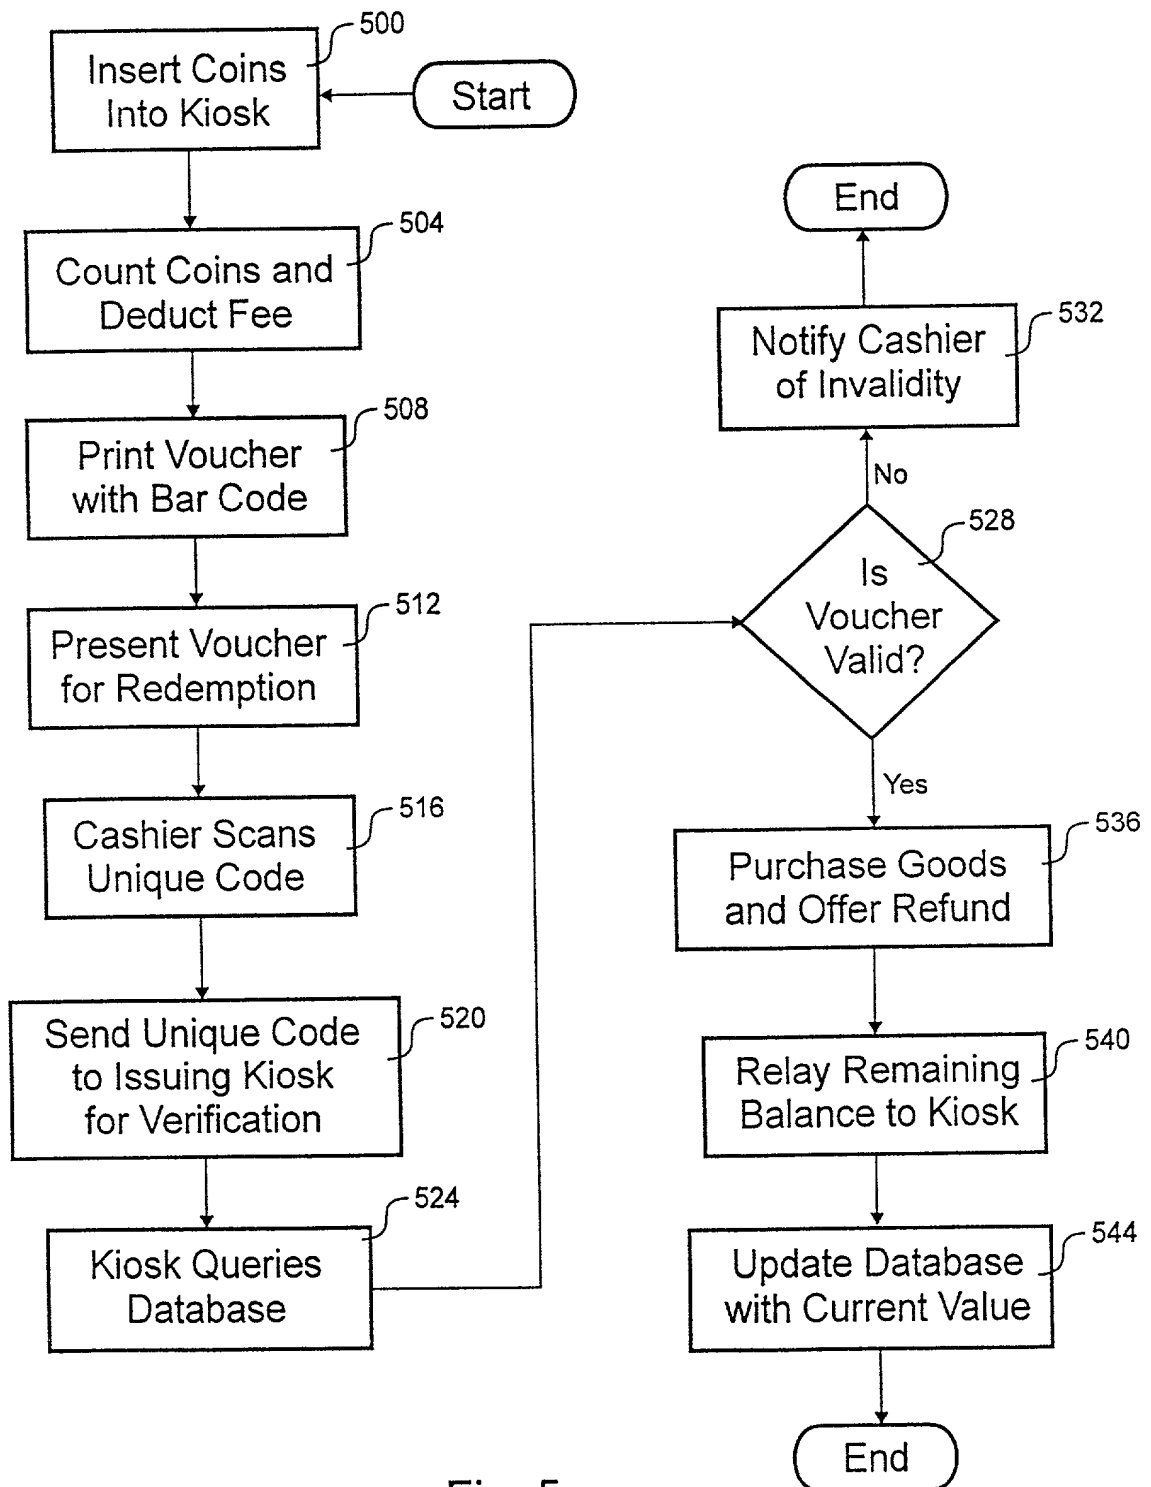 500
Insert Coins
Into Kiosk
Start
504
Count Coins and
Deduct Fee
508
Print Voucher
with Bar Code
512
Present Voucher
for Redemption
516
Cashier Scans
Unique Code
520
Send Unique Code
to Issuing Kiosk
for Verification
524
Kiosk Queries
Database
End
532
Notify Cashier
of Invalidity
No
528
Is
Voucher
Valid?
Yes
536
Purchase Goods
and Offer Refund
540
Relay Remaining
Balance to Kiosk
544
Update Database
with Current Value
End
Fig. 5